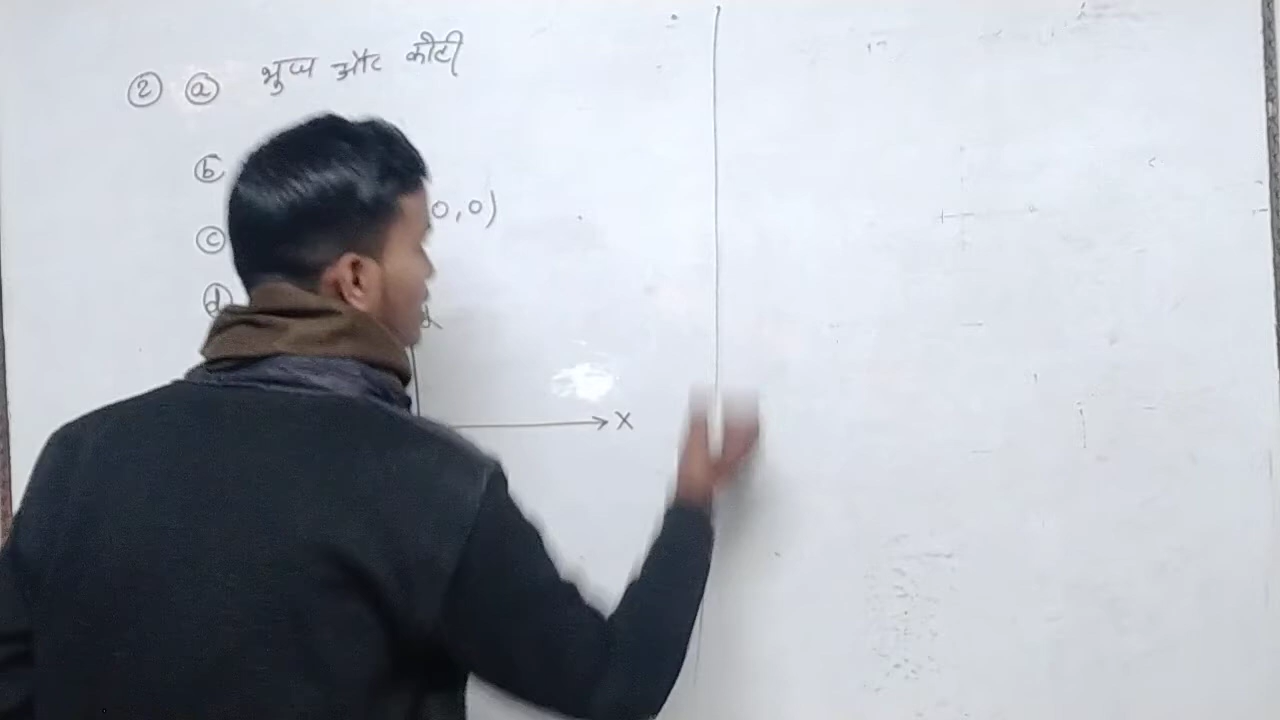 ② ⓐ भुज और कोटी
ⓑ
0,0)
ⓒ
ⓓ
X